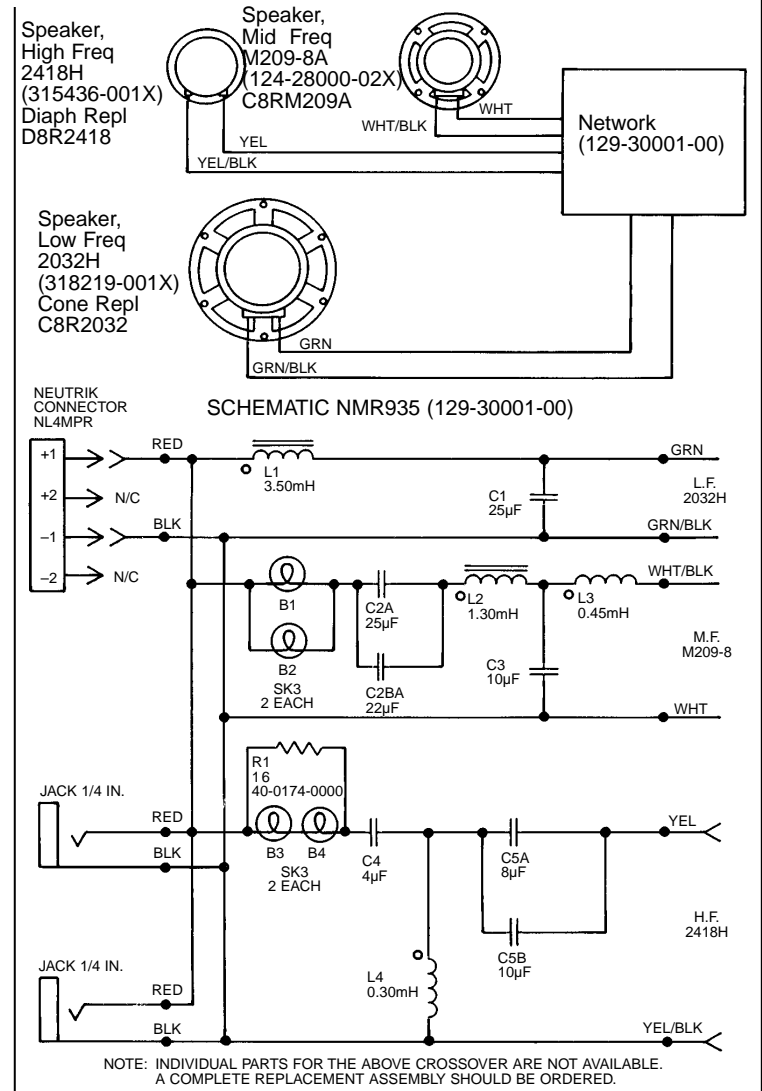 Speaker,
High Freq
2418H
(315436-001X)
Diaph Repl
D8R2418
Speaker,
Mid Freq
M209-8A
(124-28000-02X)
C8RM209A
WHT
WHT/BLK
YEL
YEL/BLK
Network
(129-30001-00)
Speaker,
Low Freq
2032H
(318219-001X)
Cone Repl
C8R2032
GRN
GRN/BLK
NEUTRIK
CONNECTOR
NL4MPR
SCHEMATIC NMR935 (129-30001-00)
+1
RED
L1
3.50mH
GRN
+2
N/C
C1
25µF
L.F.
2032H
–1
BLK
GRN/BLK
–2
N/C
B1
B2
SK3
2 EACH
C2A
25µF
C2BA
22µF
L2
1.30mH
L3
0.45mH
WHT/BLK
C3
10µF
M.F.
M209-8
WHT
R1
16
40-0174-0000
JACK 1/4 IN.
RED
BLK
B3
B4
SK3
2 EACH
C4
4µF
C5A
8µF
YEL
C5B
10µF
H.F.
2418H
L4
0.30mH
JACK 1/4 IN.
RED
BLK
YEL/BLK
NOTE: INDIVIDUAL PARTS FOR THE ABOVE CROSSOVER ARE NOT AVAILABLE.
A COMPLETE REPLACEMENT ASSEMBLY SHOULD BE ORDERED.